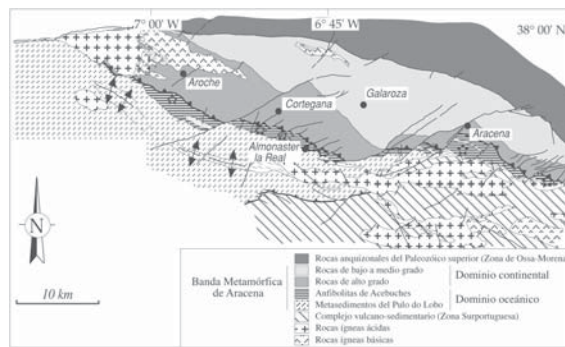 7° 00' W
6° 45' W
38° 00' N
Aroche
Cortegana
Galaroza
Aracena
Almonaster
la Real
N
10 km
Banda Metamórfica
de Aracena
Rocas anquizonales del Paleozóico superior (Zona de Ossa-Morena)
Rocas de bajo a medio grado
Rocas de alto grado
Dominio continental
Anfibolitas de Acebuches
Metasedimentos del Pulo do Lobo
Dominio oceánico
Complejo vulcano-sedimentario (Zona Surportuguesa)
Rocas ígneas ácidas
Rocas ígneas básicas